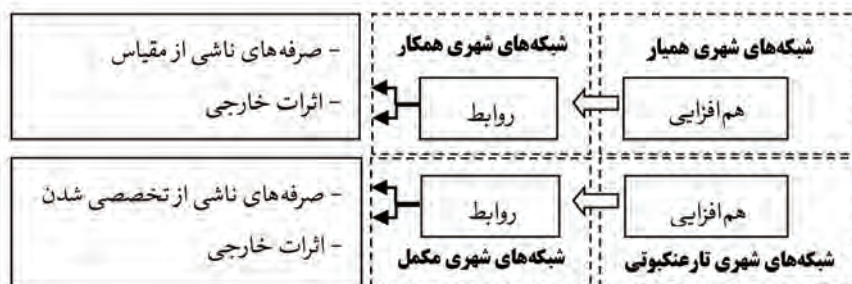 شبکه‌های شهری همیار
هم‌افزایی
شبکه‌های شهری همکار
روابط
- صرفه‌های ناشی از مقیاس
- اثرات خارجی
هم‌افزایی
شبکه‌های شهری تارعنکبوتی
روابط
شبکه‌های شهری مکمل
- صرفه‌های ناشی از تخصصی شدن
- اثرات خارجی